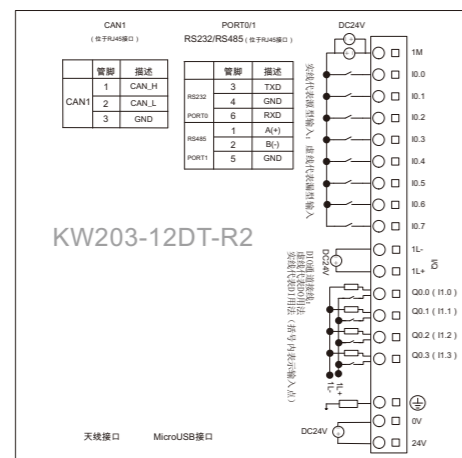 CAN1
(位于RJ45接口)
管脚 描述
CAN1
1 CAN_H
2 CAN_L
3 GND
PORT0/1
RS232/RS485 (位于RJ45接口)
管脚 描述
RS232
PORT0
3 TXD
4 GND
6 RXD
RS485
PORT1
1 A(+)
2 B(-)
5 GND
KW203-12DT-R2
天线接口
MicroUSB接口
DC24V
实线代表源型输入;虚线代表漏型输入
1M
I0.0
I0.1
I0.2
I0.3
I0.4
I0.5
I0.6
I0.7
DC24V
1L-
1L+
I/Q
DIO通道接线:
虚线代表DO用法
实线代表DI用法(括号内表示输入点)
Q0.0 ( I1.0 )
Q0.1 ( I1.1 )
Q0.2 ( I1.2 )
Q0.3 ( I1.3 )
1L-
1L+
DC24V
0V
24V